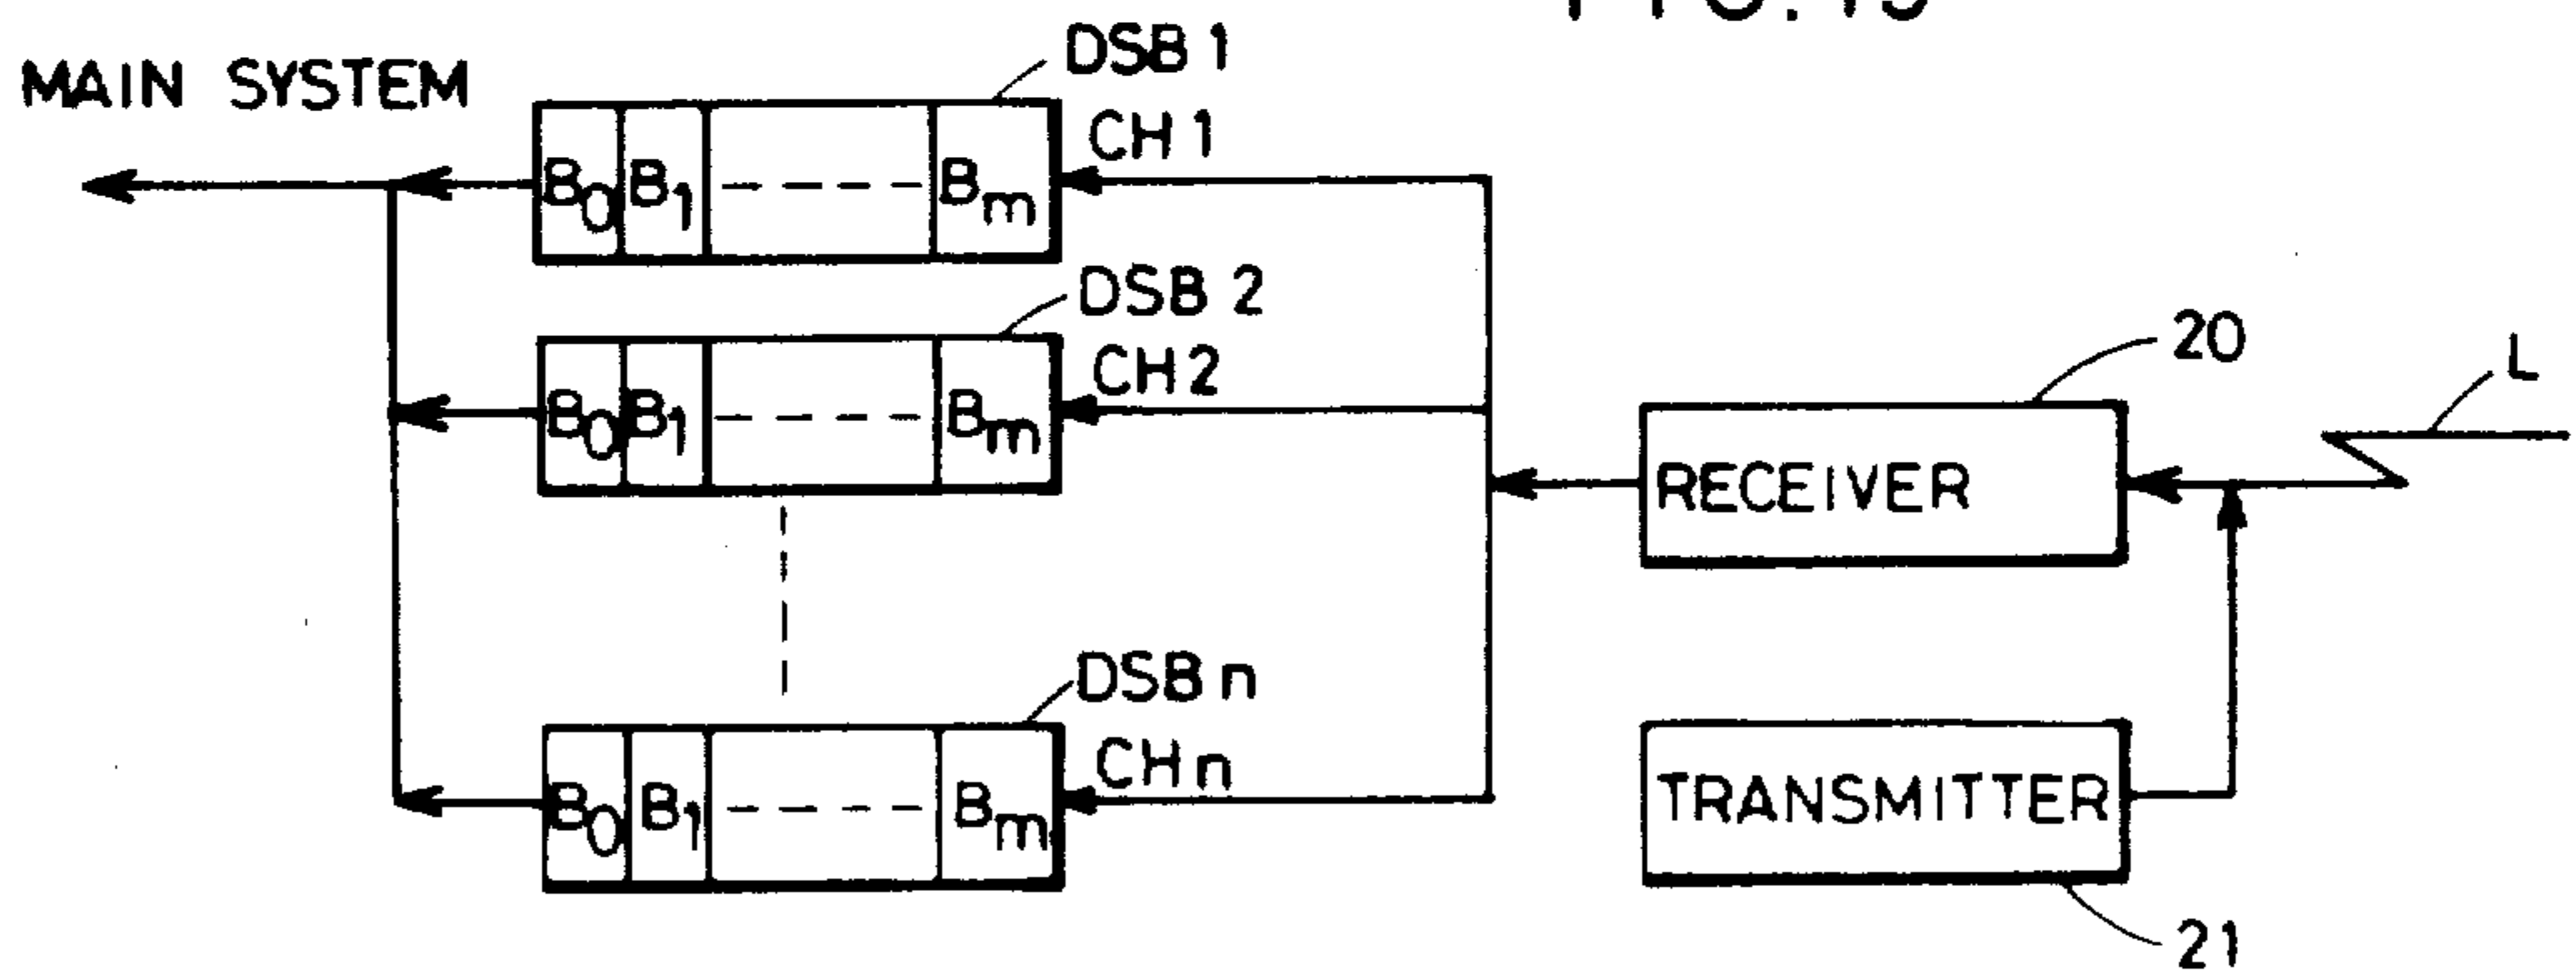 MAIN SYSTEM
DSB 1
CH 1
B0 B1 Bm
DSB 2
CH 2
B0 B1 Bm
20
L
RECEIVER
DSB n
CH n
B0 B1 Bm
TRANSMITTER
21